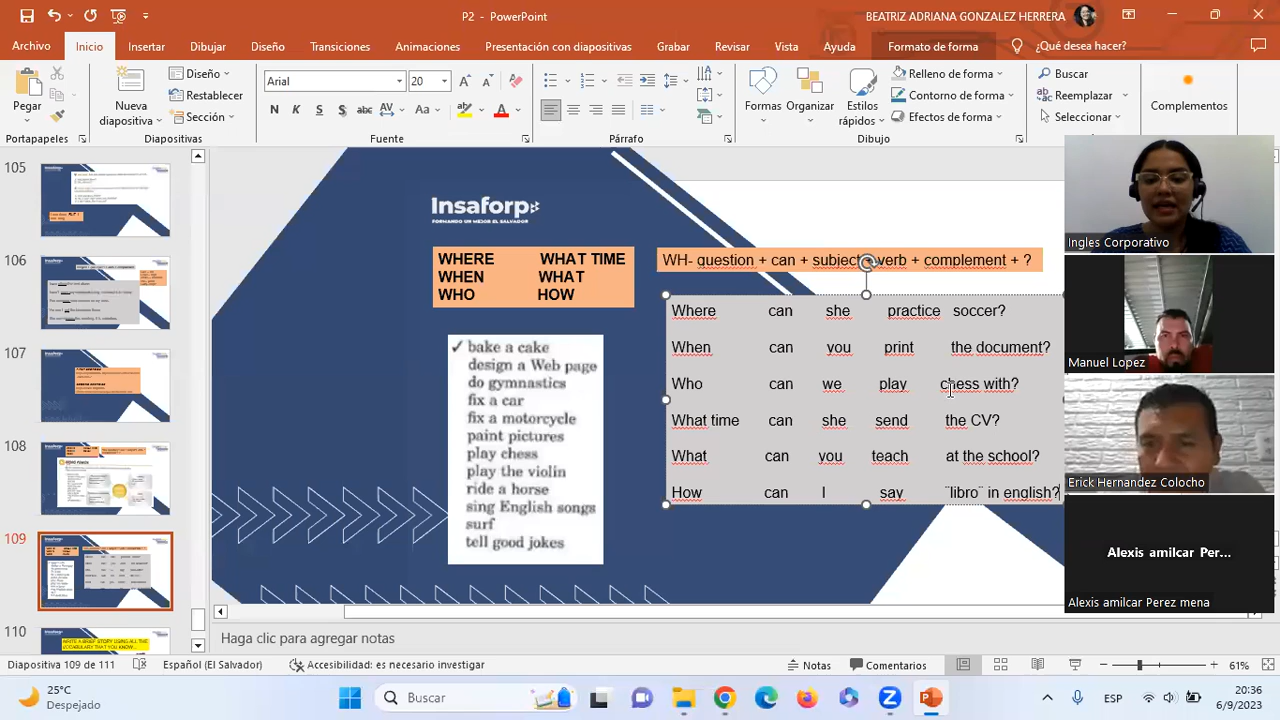 P2 - PowerPoint
BEATRIZ ADRIANA GONZALEZ HERRERA
Archivo Inicio Insertar Dibujar Diseño Transiciones Animaciones Presentación con diapositivas Grabar Revisar Vista Ayuda Formato de forma ¿Qué desea hacer?
Pegar
Nueva diapositiva
Diseño
Restablecer
Sección
Arial 20
N K S S abc AV Aa
Formas
Organizar
Estilos rápidos
Relleno de forma
Contorno de forma
Efectos de forma
Buscar
Reemplazar
Seleccionar
Complementos
Portapapeles Diapositivas Fuente Párrafo Dibujo
105
106
107
108
109
110
Insaforp
FORMANDO UN MEJOR EL SALVADOR
WHERE WHAT TIME
WHEN WHAT
WHO HOW
WH- question + can + subject verb + complement + ?
✓ bake a cake
design a Web page
do gymnastics
fix a car
fix a motorcycle
paint pictures
play chess
play the violin
ride a horse
sing English songs
surf
tell good jokes
Where can she practice soccer?
When can you print the document?
Who can we play chess with?
What time can she send the CV?
What can you teach at the school?
How can I say "libro¨ in english?
Ingles Corporativo
Manuel Lopez
Erick Hernandez Colocho
Alexis amilcar Per...
Alexis amilcar Perez mena
Haga clic para agregar notas
Diapositiva 109 de 111 Español (El Salvador) Accesibilidad: es necesario investigar Notas Comentarios 61%
25°C
Despejado
Buscar
ESP
20:36
6/9/2023